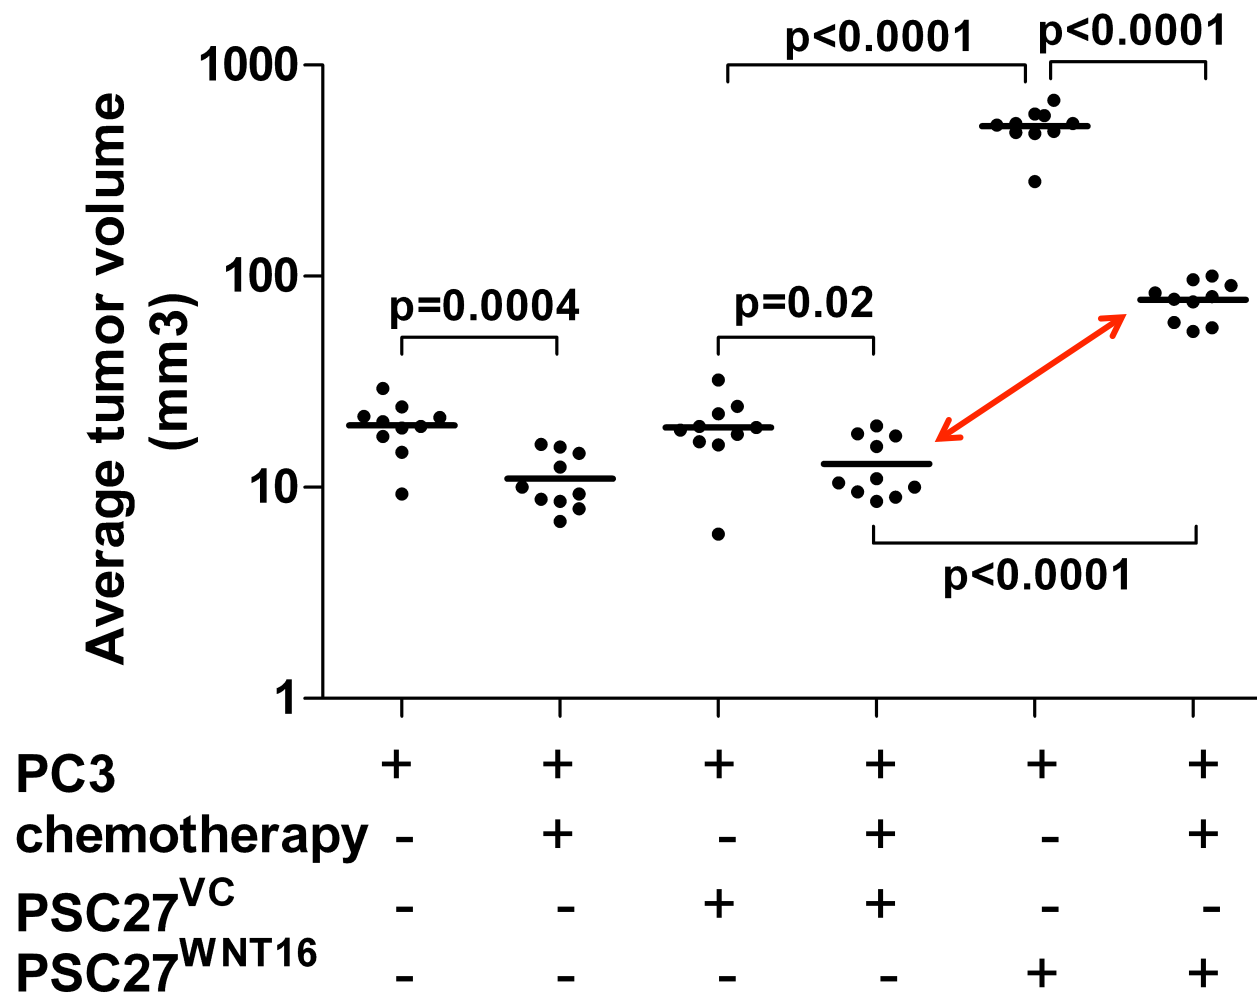 p<0.0001
p<0.0001
1000
100
p=0.0004
p=0.02
10
p<0.0001
1
Average tumor volume
(mm3)
PC3 + + + + + +
chemotherapy - + - + - +
PSC27VC - - + + - -
PSC27WNT16 - - - - + +